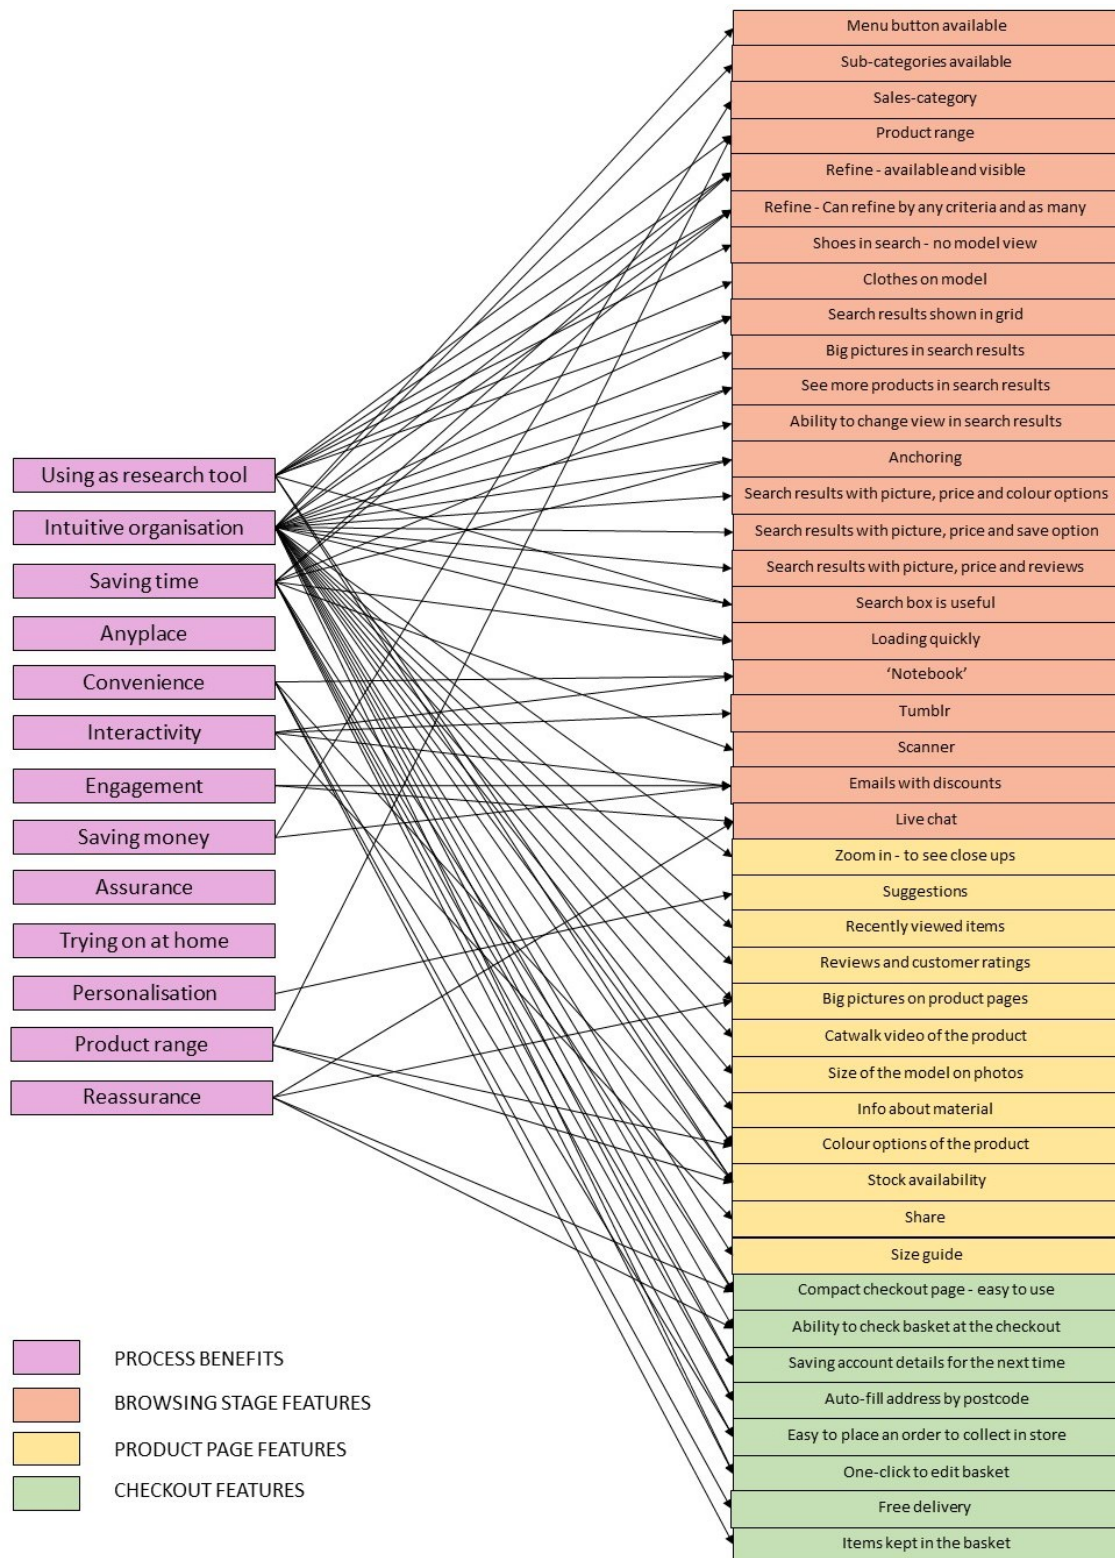 Using as research tool
Intuitive organisation
Saving time
Anyplace
Convenience
Interactivity
Engagement
Saving money
Assurance
Trying on at home
Personalisation
Product range
Reassurance
Menu button available
Sub-categories available
Sales-category
Product range
Refine - available and visible
Refine - Can refine by any criteria and as many
Shoes in search - no model view
Clothes on model
Search results shown in grid
Big pictures in search results
See more products in search results
Ability to change view in search results
Anchoring
Search results with picture, price and colour options
Search results with picture, price and save option
Search results with picture, price and reviews
Search box is useful
Loading quickly
‘Notebook’
Tumblr
Scanner
Emails with discounts
Live chat
Zoom in - to see close ups
Suggestions
Recently viewed items
Reviews and customer ratings
Big pictures on product pages
Catwalk video of the product
Size of the model on photos
Info about material
Colour options of the product
Stock availability
Share
Size guide
Compact checkout page - easy to use
Ability to check basket at the checkout
Saving account details for the next time
Auto-fill address by postcode
Easy to place an order to collect in store
One-click to edit basket
Free delivery
Items kept in the basket
PROCESS BENEFITS
BROWSING STAGE FEATURES
PRODUCT PAGE FEATURES
CHECKOUT FEATURES